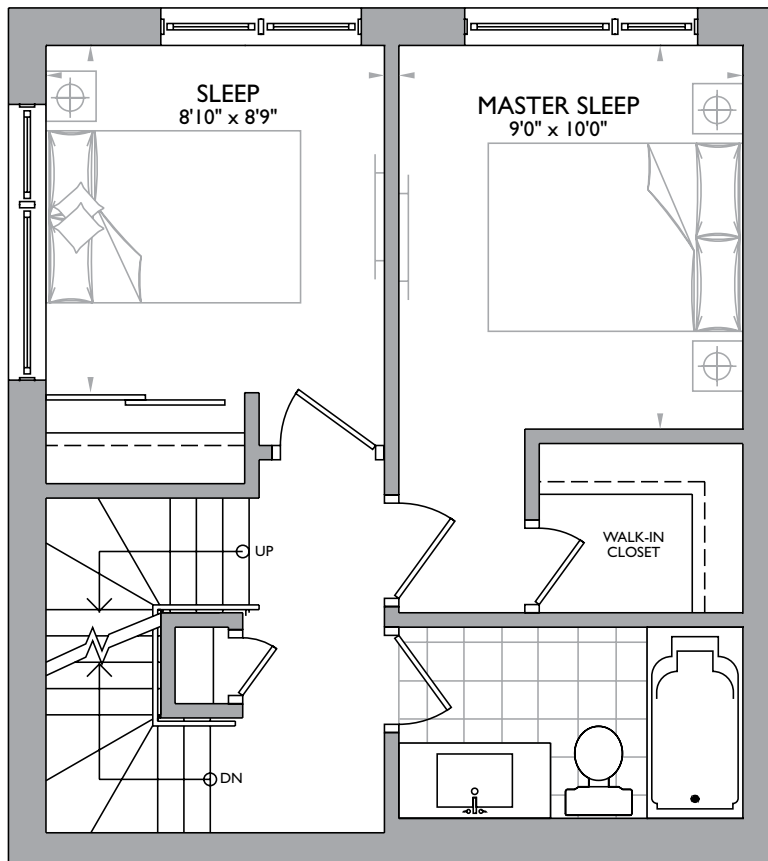 SLEEP
8'10" x 8'9"
MASTER SLEEP
9'0" x 10'0"
UP
WALK-IN
CLOSET
DN